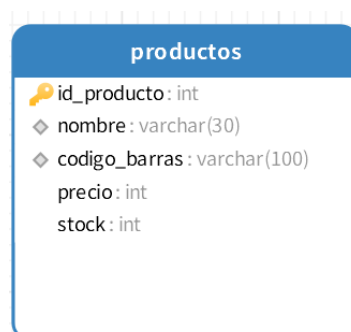 productos
id_producto: int
nombre: varchar(30)
codigo_barras: varchar(100)
precio: int
stock: int